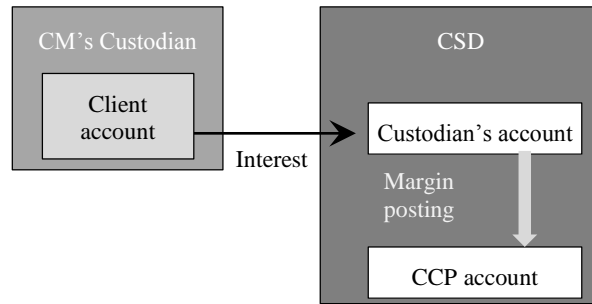 CM’s Custodian
Client
account
Interest
CSD
Custodian’s account
Margin
posting
CCP account